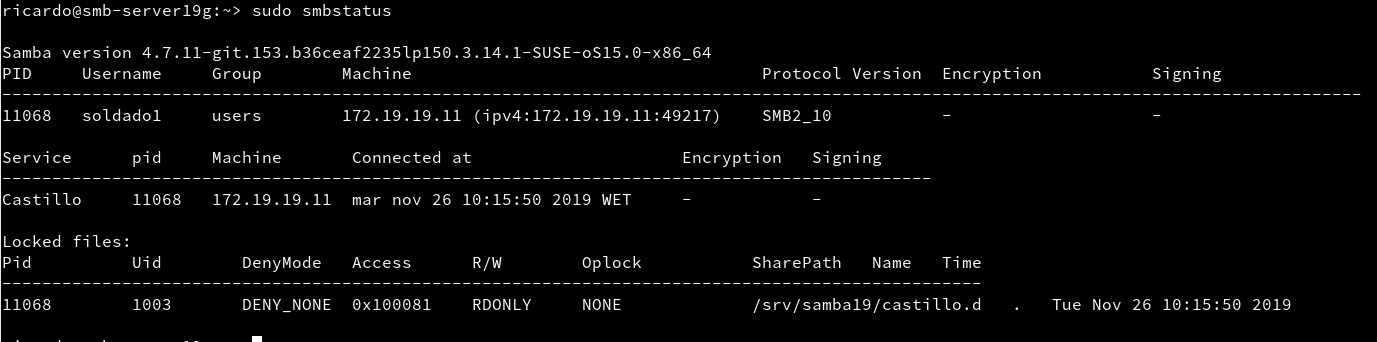 ricardo@smb-server19g:~> sudo smbstatus
Samba version 4.7.11-git.153.b36ceaf2235lp150.3.14.1-SUSE-oS15.0-x86_64
PID     Username     Group        Machine                                   Protocol Version  Encryption           Signing
----------------------------------------------------------------------------------------------------------------------------------------
11068   soldado1     users        172.19.19.11 (ipv4:172.19.19.11:49217)    SMB2_10           -                    -
Service      pid     Machine       Connected at                     Encryption   Signing
---------------------------------------------------------------------------------------------
Castillo     11068   172.19.19.11  mar nov 26 10:15:50 2019 WET     -            -
Locked files:
Pid          Uid        DenyMode   Access      R/W        Oplock           SharePath   Name   Time
--------------------------------------------------------------------------------------------------
11068        1003       DENY_NONE  0x100081    RDONLY     NONE             /srv/samba19/castillo.d   .   Tue Nov 26 10:15:50 2019